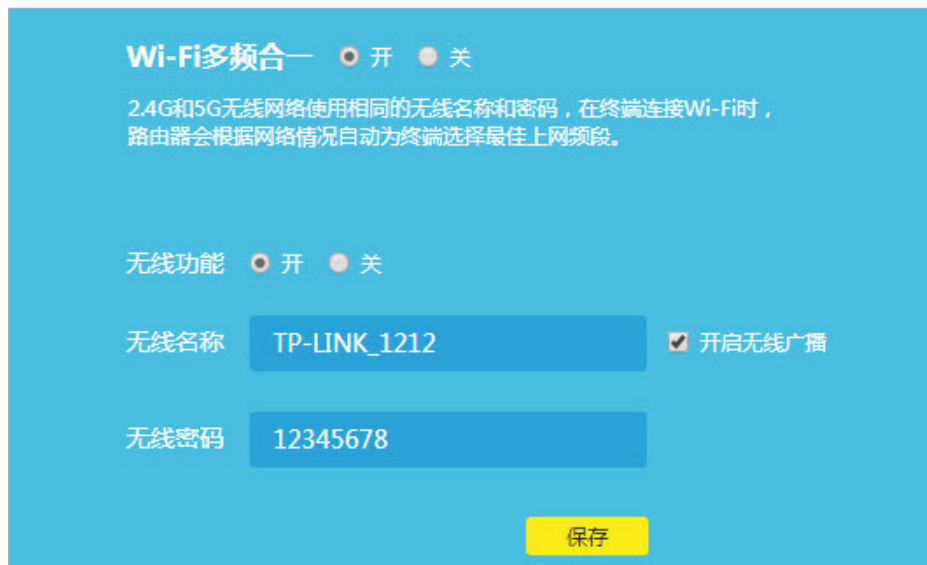 Wi-Fi多频合一 开 关
2.4G和5G无线网络使用相同的无线名称和密码，在终端连接Wi-Fi时，
路由器会根据网络情况自动为终端选择最佳上网频段。
无线功能 开 关
无线名称 TP-LINK_1212 开启无线广播
无线密码 12345678
保存